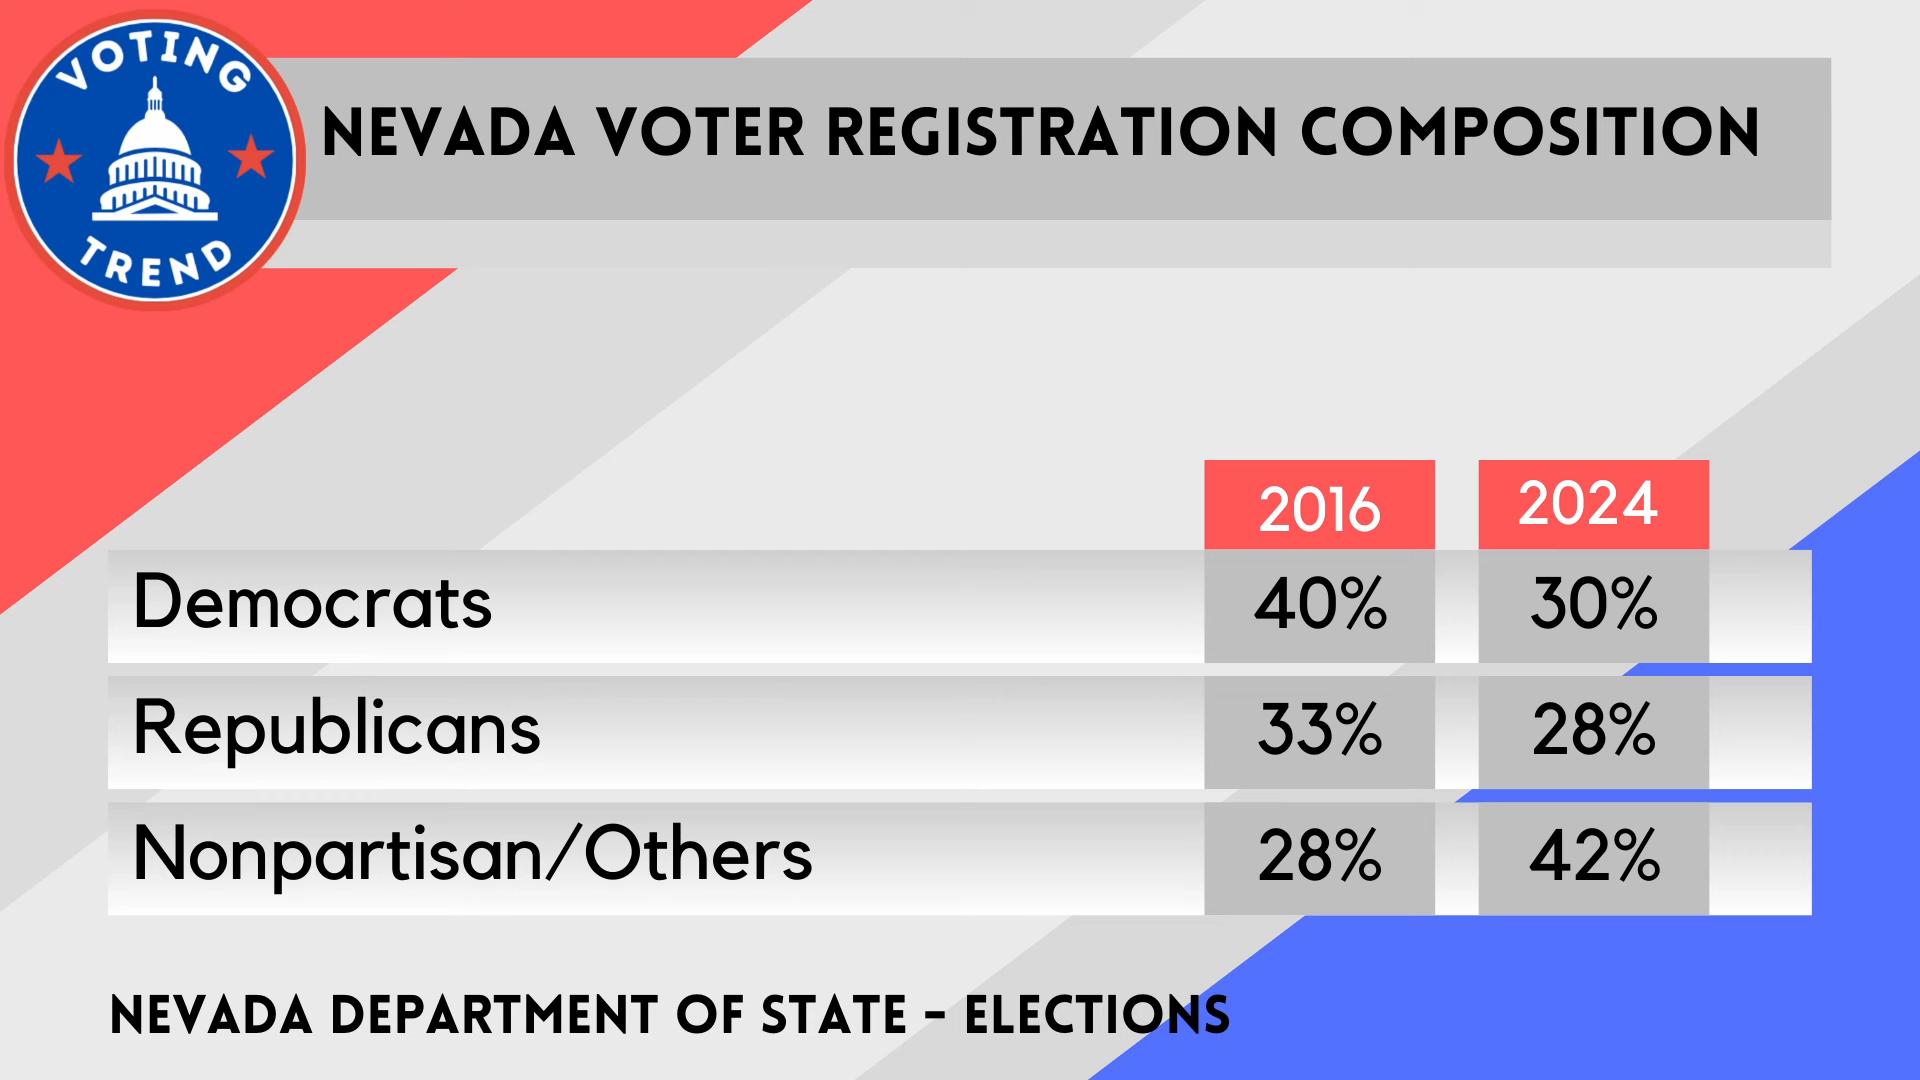 VOTING
TREND
NEVADA VOTER REGISTRATION COMPOSITION
2016 2024
Democrats 40% 30%
Republicans 33% 28%
Nonpartisan/Others 28% 42%
NEVADA DEPARTMENT OF STATE - ELECTIONS